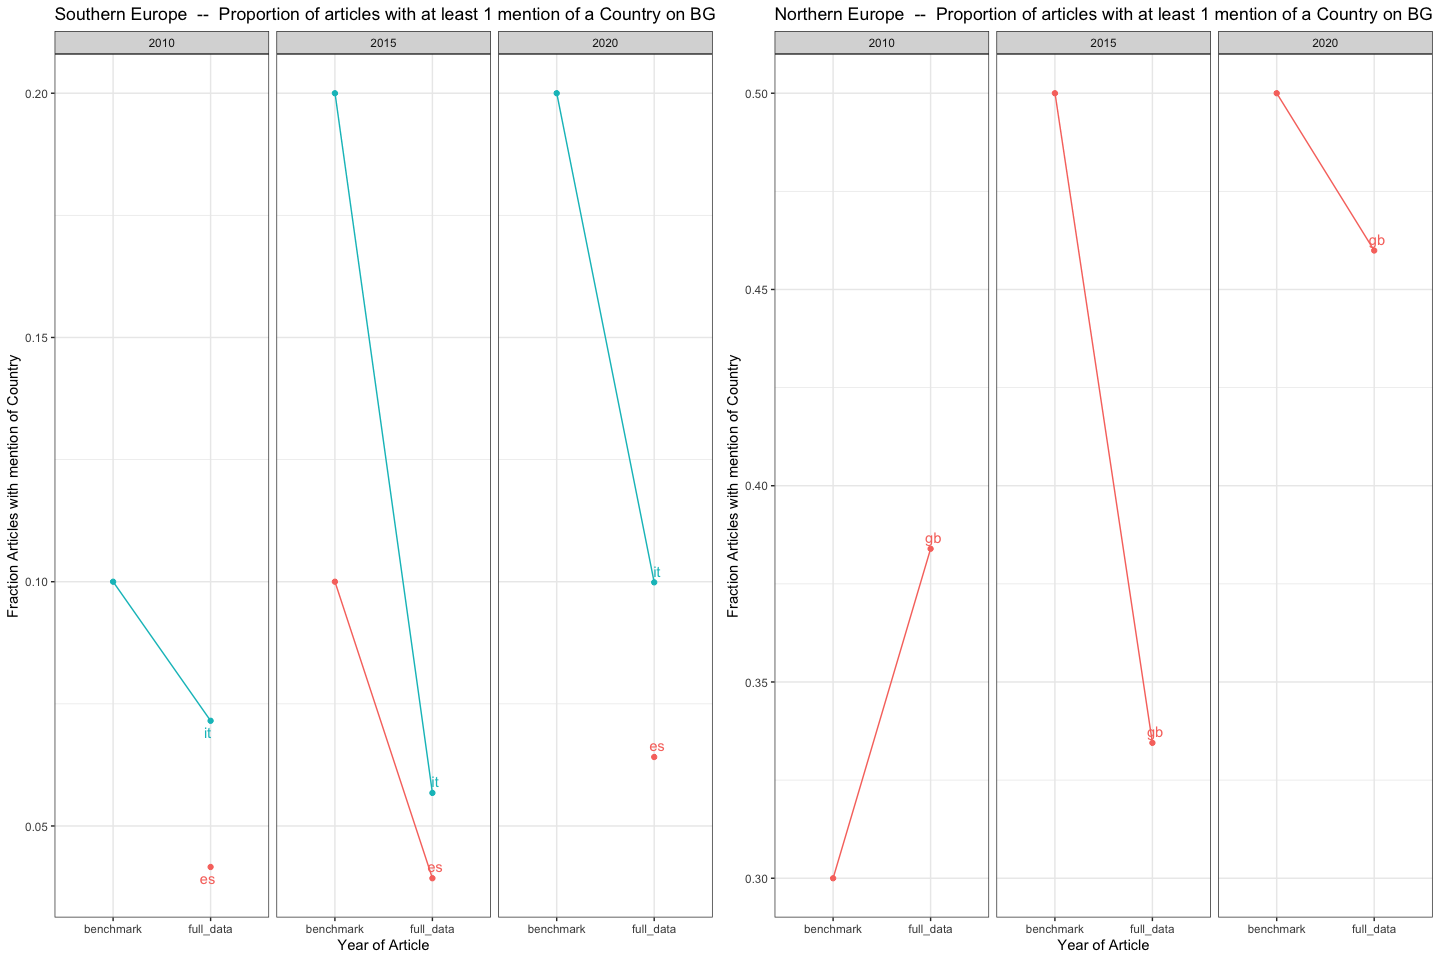 Southern Europe  --  Proportion of articles with at least 1 mention of a Country on BG
2010 2015 2020
0.20
0.15
0.10
0.05
Fraction Articles with mention of Country
it
es
it
es
it
es
benchmark full_data benchmark full_data benchmark full_data
Year of Article
Northern Europe  --  Proportion of articles with at least 1 mention of a Country on BG
2010 2015 2020
0.50
0.45
0.40
0.35
0.30
Fraction Articles with mention of Country
gb
gb
gb
benchmark full_data benchmark full_data benchmark full_data
Year of Article